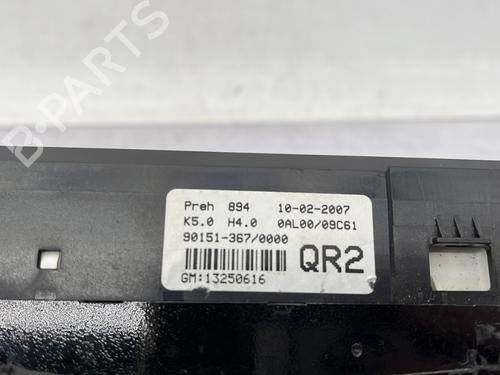 Preh 894 10-02-2007
K5.0 H4.0 0AL00/09C61
90151-367/0000
QR2
GM:13250616
B-PARTS